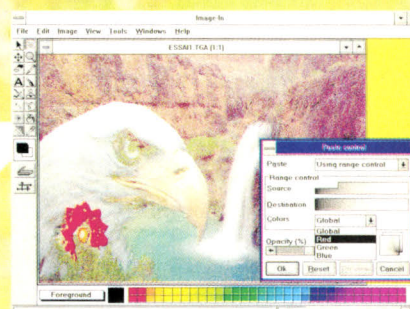 Image-In
File Edit Image View Tools Windows Help
ESSAI1.TGA (1:1)
Paste control
Paste Using range control
Range control
Source
Destination
Colors Global
Global
Red
Green
Blue
Opacity (%)
Ok Reset Cancel
Foreground